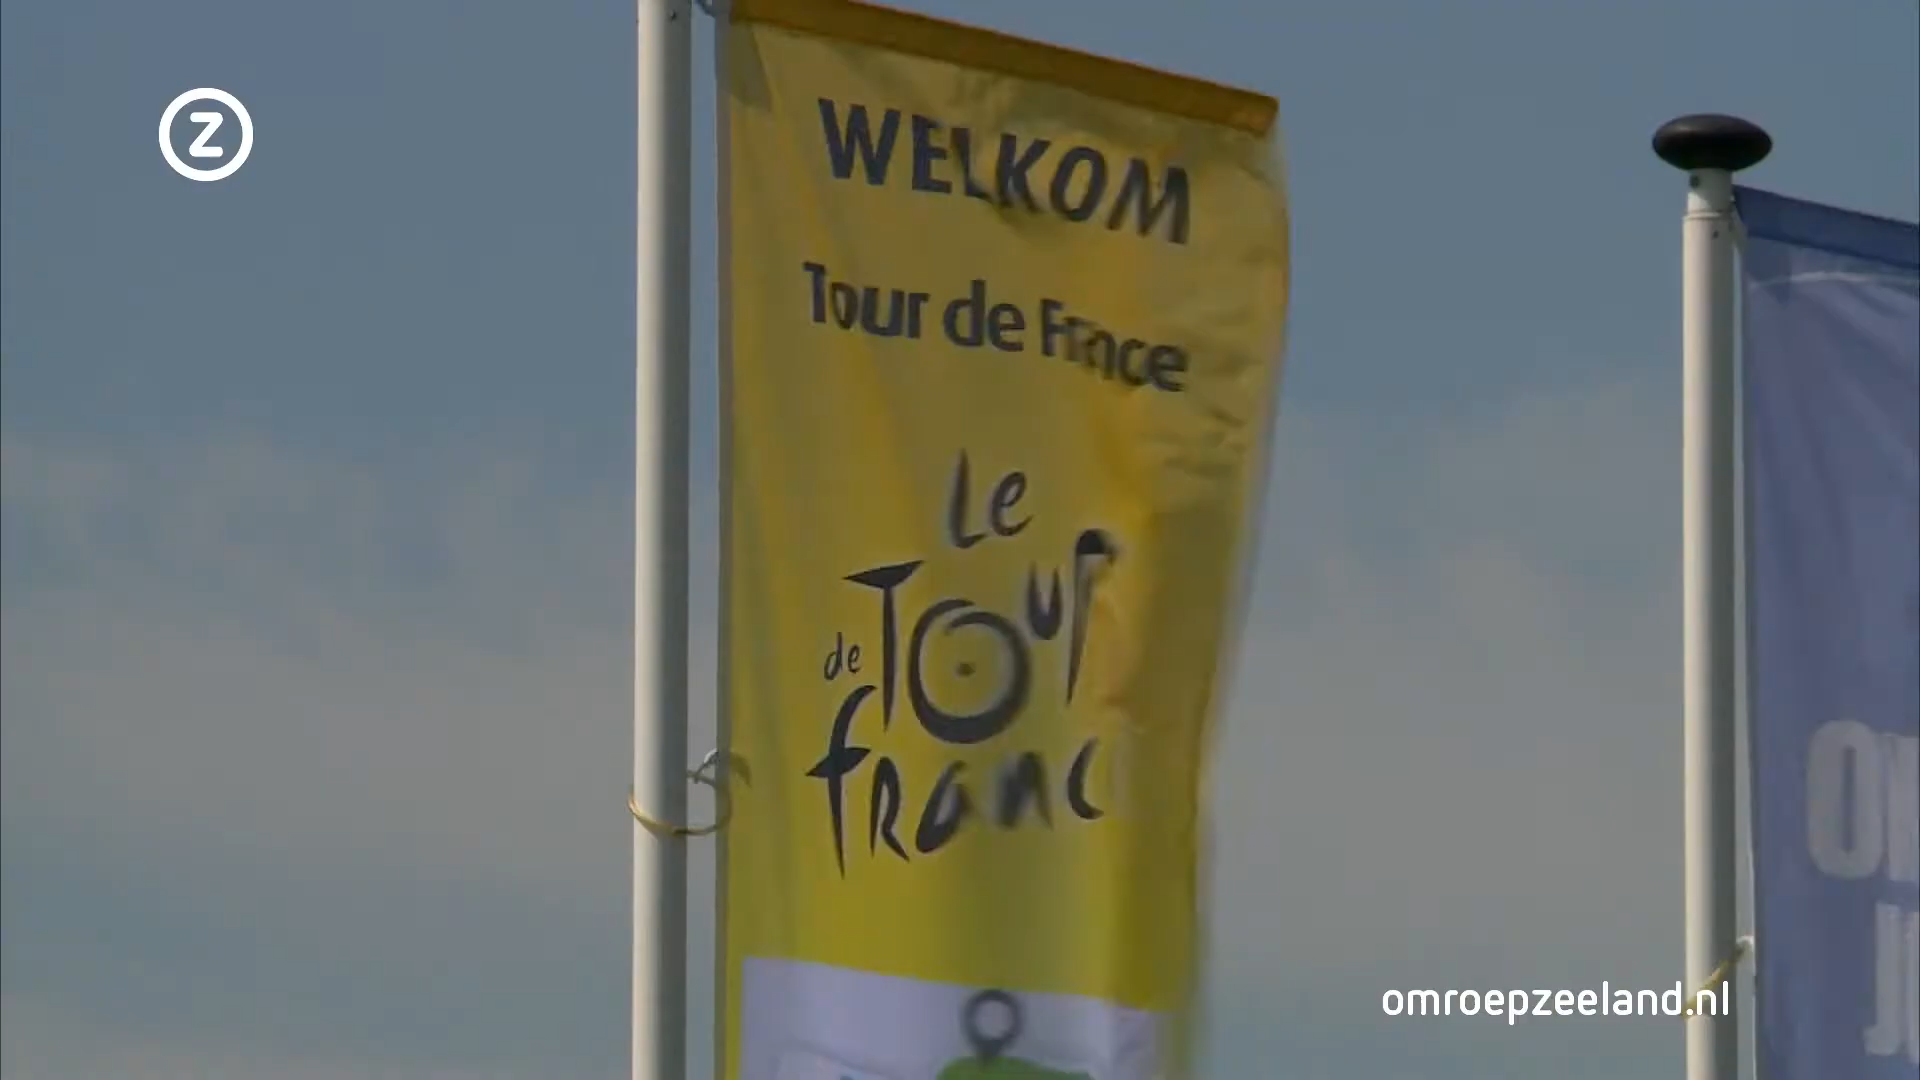 Z
WELKOM
Tour de France
Le
Tour
de
franc
omroepzeeland.nl